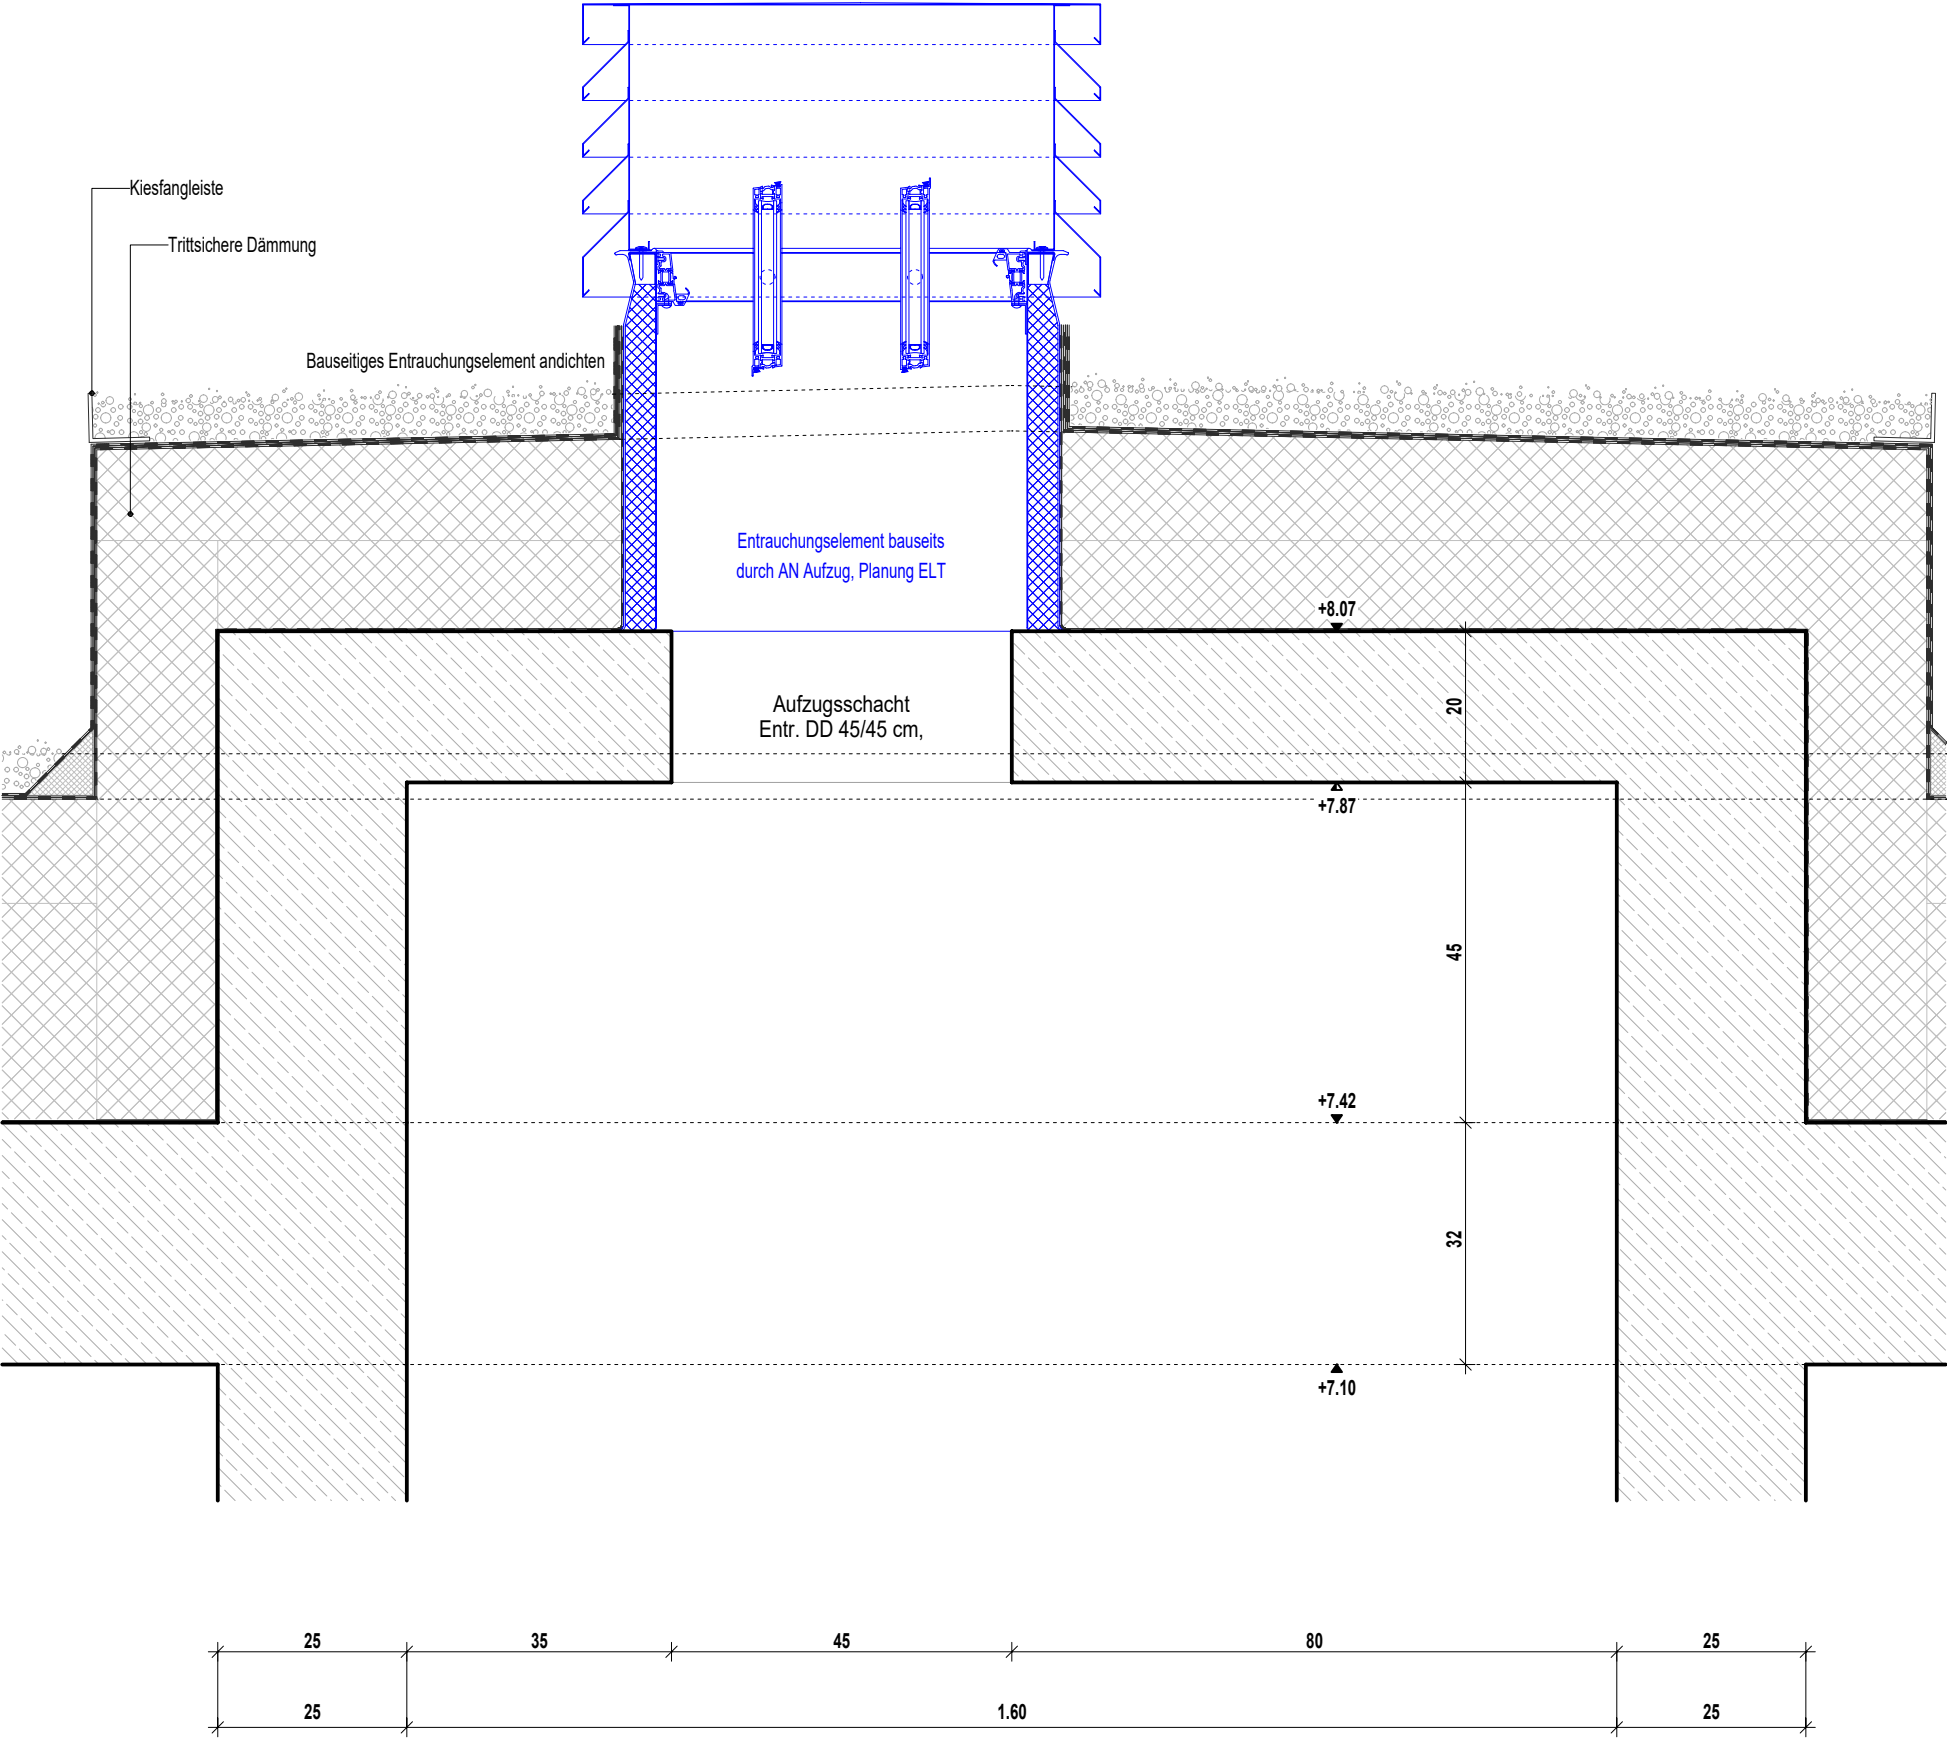 Kiesfangleiste
Trittsichere Dämmung
Bauseitiges Entrauchungselement andichten
Entrauchungselement bauseits
durch AN Aufzug, Planung ELT
+8.07
Aufzugsschacht
Entr. DD 45/45 cm,
20
+7.87
45
+7.42
32
+7.10
25 35 45 80 25
25 1.60 25